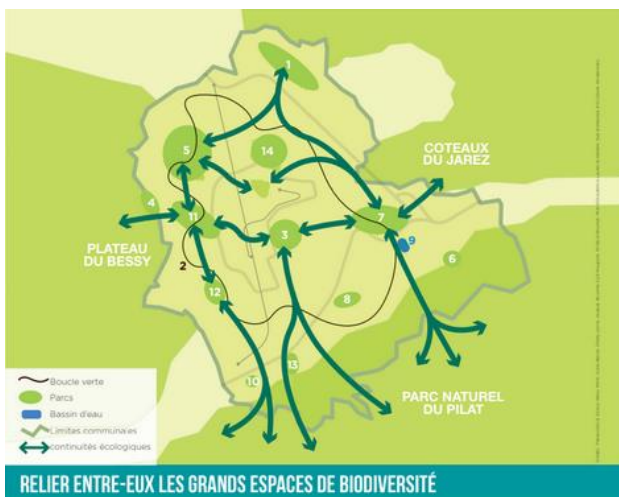 1
14
5
COTEAUX
DU JAREZ
4
11
7
3
9
PLATEAU
DU BESSY
2
6
12
8
13
10
PARC NATUREL
DU PILAT
Boucle verte
Parcs
Bassin d'eau
Limites communales
continuités écologiques
RELIER ENTRE-EUX LES GRANDS ESPACES DE BIODIVERSITÉ